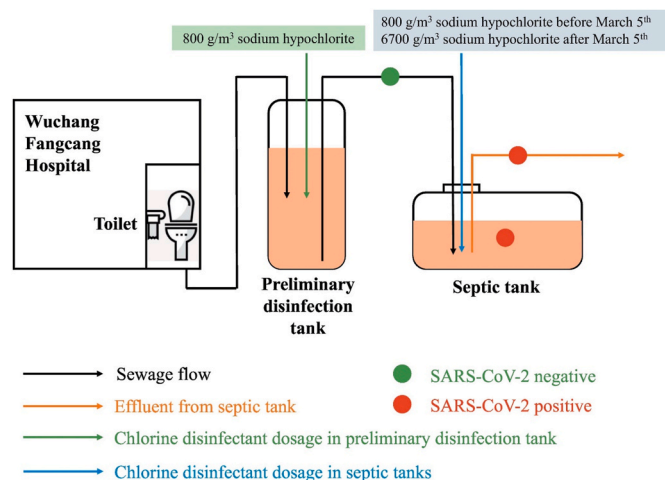 800 g/m³ sodium hypochlorite
800 g/m³ sodium hypochlorite before March 5th
6700 g/m³ sodium hypochlorite after March 5th
Wuchang
Fangcang
Hospital
Toilet
Preliminary
disinfection
tank
Septic tank
Sewage flow
Effluent from septic tank
Chlorine disinfectant dosage in preliminary disinfection tank
Chlorine disinfectant dosage in septic tanks
SARS-CoV-2 negative
SARS-CoV-2 positive